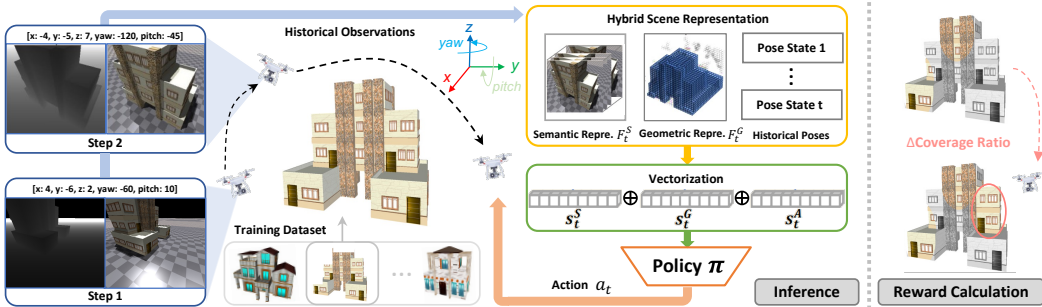 [x: -4, y: -5, z: 7, yaw: -120, pitch: -45]
Step 2
[x: 4, y: -6, z: 2, yaw: -60, pitch: 10]
Step 1
Historical Observations
z
yaw
y
x
pitch
Training Dataset
...
Hybrid Scene Representation
Pose State 1
Pose State t
Semantic Repre. F_t^S
Geometric Repre. F_t^G
Historical Poses
Vectorization
⊕ ⊕
s_t^S
s_t^G
s_t^A
Policy π
Action a_t
Inference
ΔCoverage Ratio
Reward Calculation